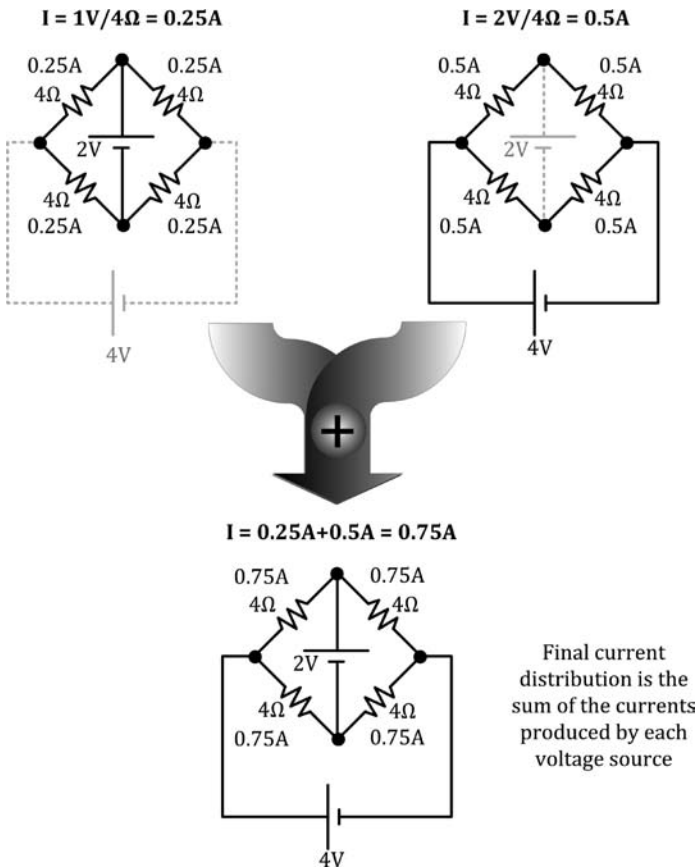 I = 1V/4Ω = 0.25A
0.25A 0.25A
4Ω 4Ω
2V
4Ω 4Ω
0.25A 0.25A
4V
I = 2V/4Ω = 0.5A
0.5A 0.5A
4Ω 4Ω
2V
4Ω 4Ω
0.5A 0.5A
4V
+
I = 0.25A+0.5A = 0.75A
0.75A 0.75A
4Ω 4Ω
2V
4Ω 4Ω
0.75A 0.75A
4V
Final current
distribution is the
sum of the currents
produced by each
voltage source